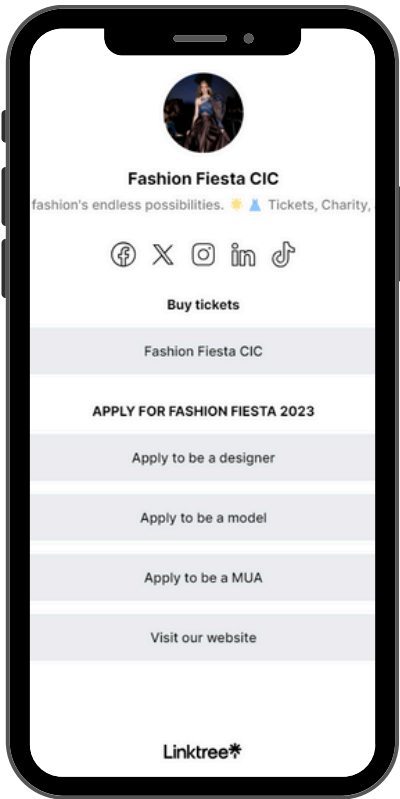 Fashion Fiesta CIC
fashion's endless possibilities. ☀️ 👗 Tickets, Charity,
Buy tickets
Fashion Fiesta CIC
APPLY FOR FASHION FIESTA 2023
Apply to be a designer
Apply to be a model
Apply to be a MUA
Visit our website
Linktree